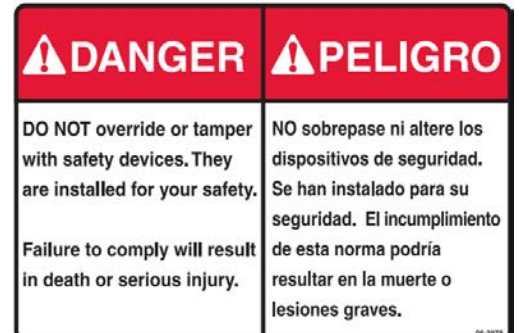 DANGER
DO NOT override or tamper
with safety devices. They
are installed for your safety.
Failure to comply will result
in death or serious injury.
PELIGRO
NO sobrepase ni altere los
dispositivos de seguridad.
Se han instalado para su
seguridad. El incumplimiento
de esta norma podría
resultar en la muerte o
lesiones graves.